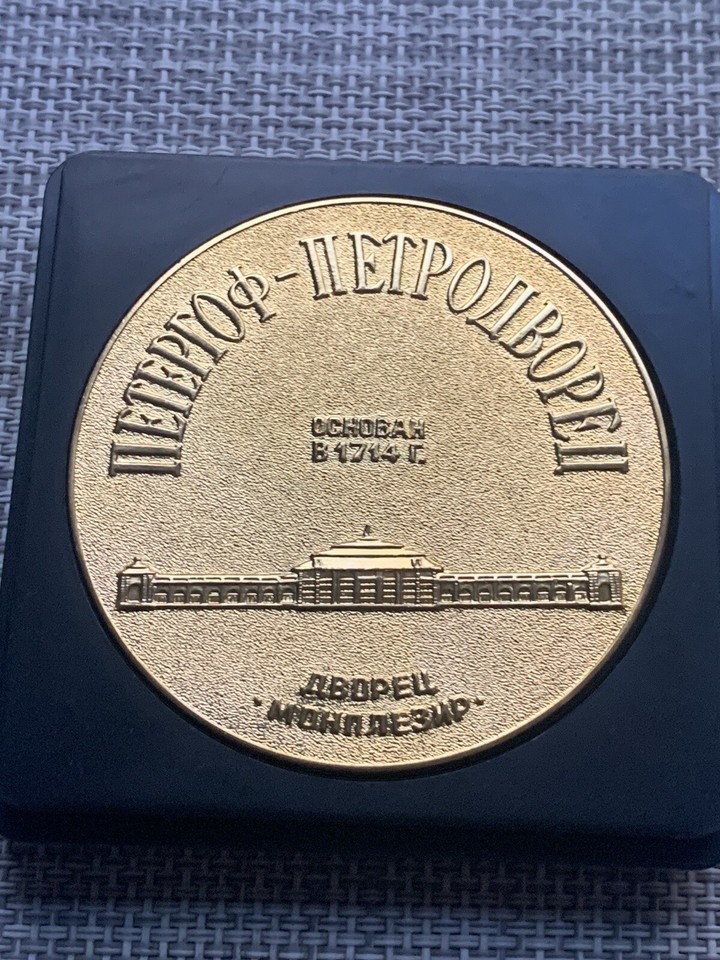 ПЕТЕРГОФ-ПЕТРОДВОРЕЦ
ОСНОВАН
В 1714 Г.
ДВОРЕЦ
·МОНПЛЕЗИР·